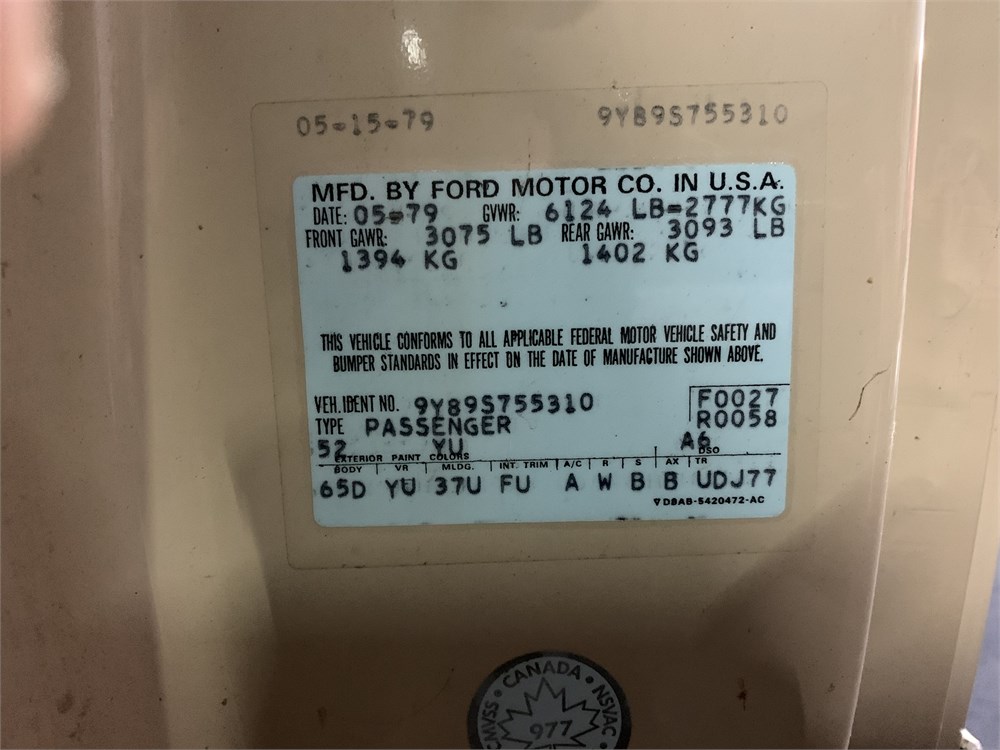 05-15-79 9Y89S755310
MFD. BY FORD MOTOR CO. IN U.S.A.
DATE: 05-79 GVWR: 6124 LB=2777KG
FRONT GAWR: 3075 LB REAR GAWR: 3093 LB
1394 KG 1402 KG
THIS VEHICLE CONFORMS TO ALL APPLICABLE FEDERAL MOTOR VEHICLE SAFETY AND
BUMPER STANDARDS IN EFFECT ON THE DATE OF MANUFACTURE SHOWN ABOVE.
VEH. IDENT NO. 9Y89S755310 F0027
TYPE PASSENGER R0058
52 YU A6
EXTERIOR PAINT COLORS DSO
BODY VR MLDG. INT. TRIM A/C R S AX TR
65D YU 37U FU A W B B UDJ77
D8AB-5420472-AC
CMVSS • CANADA • NSVAC
977